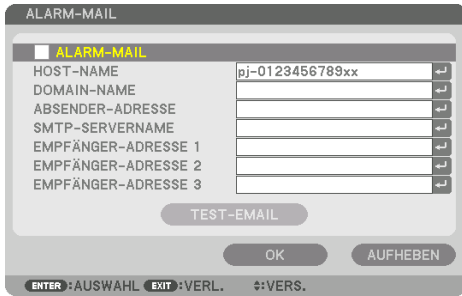 ALARM-MAIL
ALARM-MAIL
HOST-NAME pj-0123456789xx
DOMAIN-NAME
ABSENDER-ADRESSE
SMTP-SERVERNAME
EMPFÄNGER-ADRESSE 1
EMPFÄNGER-ADRESSE 2
EMPFÄNGER-ADRESSE 3
TEST-EMAIL
OK AUFHEBEN
ENTER :AUSWAHL EXIT :VERL. ≑:VERS.